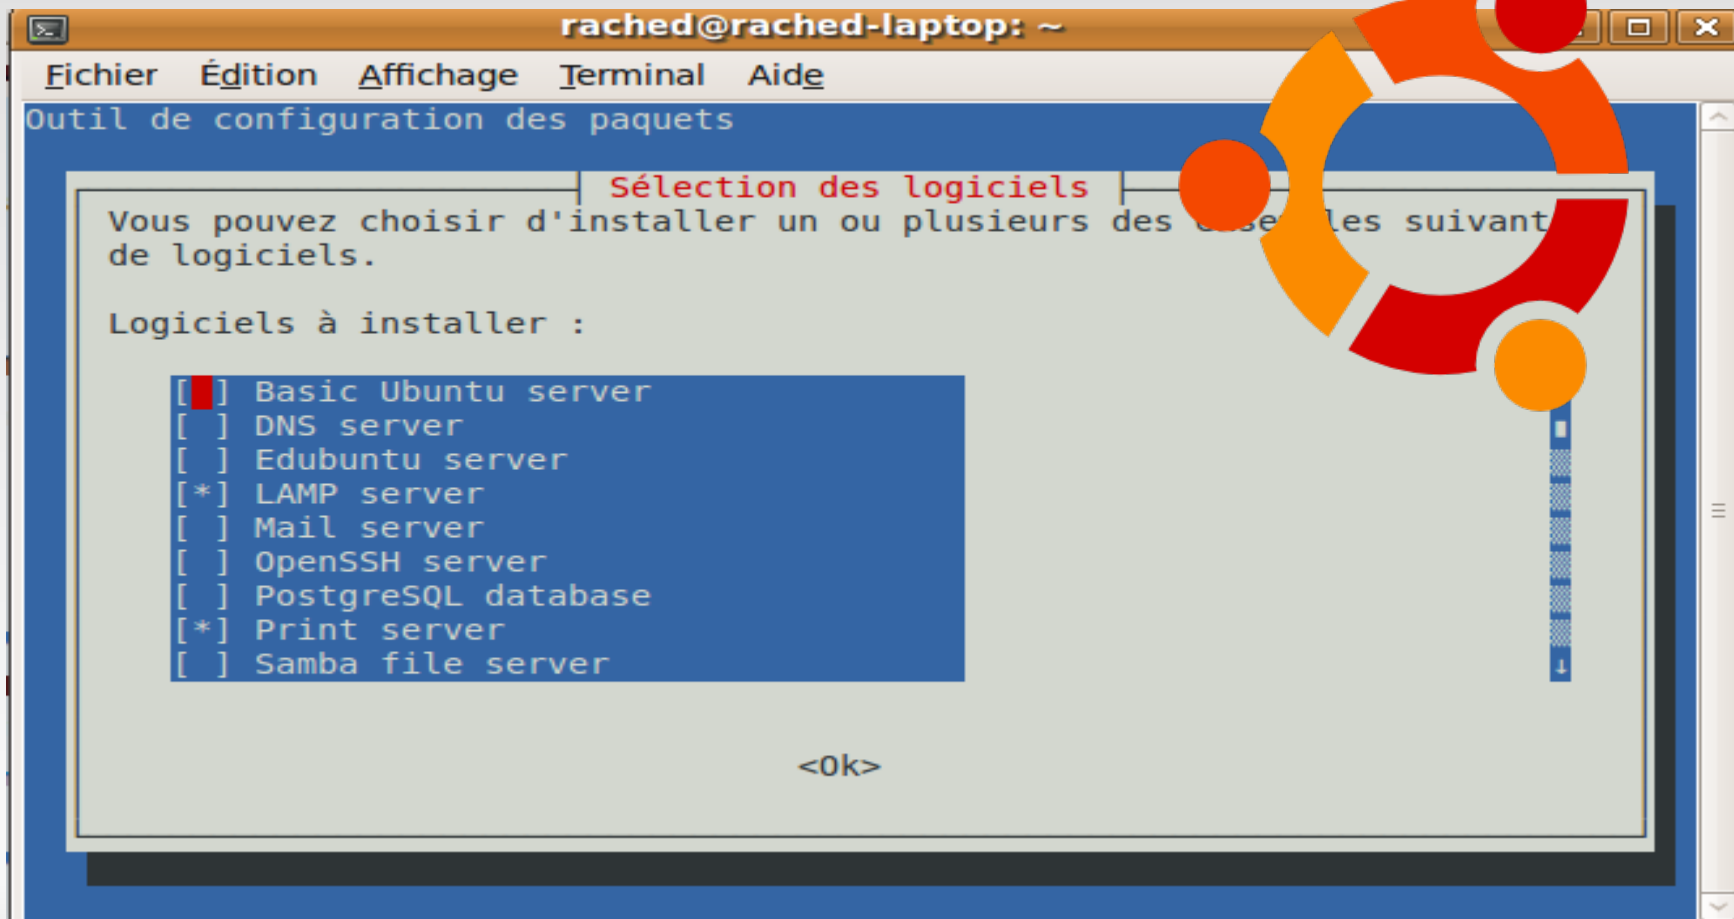 rached@rached-laptop: ~
Fichier Édition Affichage Terminal Aide
Outil de configuration des paquets
Sélection des logiciels
Vous pouvez choisir d'installer un ou plusieurs des suivant
de logiciels.
Logiciels à installer :
[ ] Basic Ubuntu server
[ ] DNS server
[ ] Edubuntu server
[*] LAMP server
[ ] Mail server
[ ] OpenSSH server
[ ] PostgreSQL database
[*] Print server
[ ] Samba file server
<Ok>